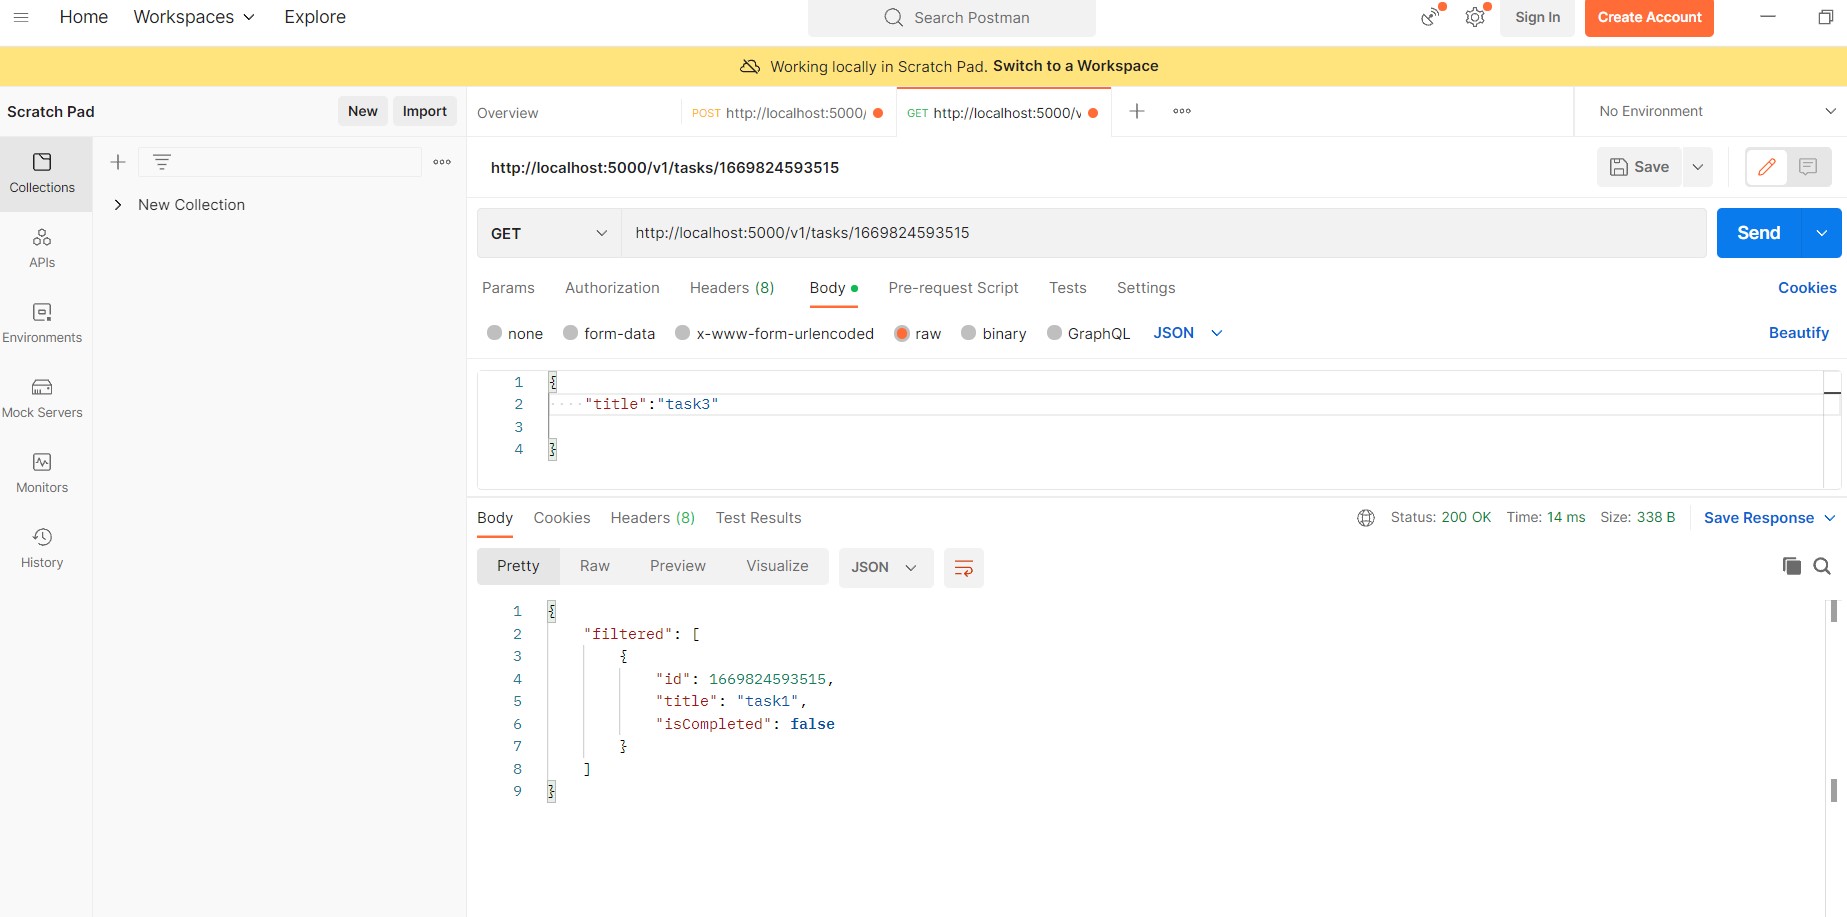 Home Workspaces Explore Search Postman Sign In Create Account
Working locally in Scratch Pad. Switch to a Workspace
Scratch Pad New Import Overview POST http://localhost:5000/ GET http://localhost:5000/v No Environment
http://localhost:5000/v1/tasks/1669824593515 Save
Collections
New Collection
GET http://localhost:5000/v1/tasks/1669824593515 Send
APIs
Params Authorization Headers (8) Body Pre-request Script Tests Settings Cookies
Environments
none form-data x-www-form-urlencoded raw binary GraphQL JSON Beautify
1 {
2 "title":"task3"
3
4 }
Mock Servers
Monitors
History
Body Cookies Headers (8) Test Results Status: 200 OK Time: 14 ms Size: 338 B Save Response
Pretty Raw Preview Visualize JSON
1 {
2 "filtered": [
3 {
4 "id": 1669824593515,
5 "title": "task1",
6 "isCompleted": false
7 }
8 ]
9 }